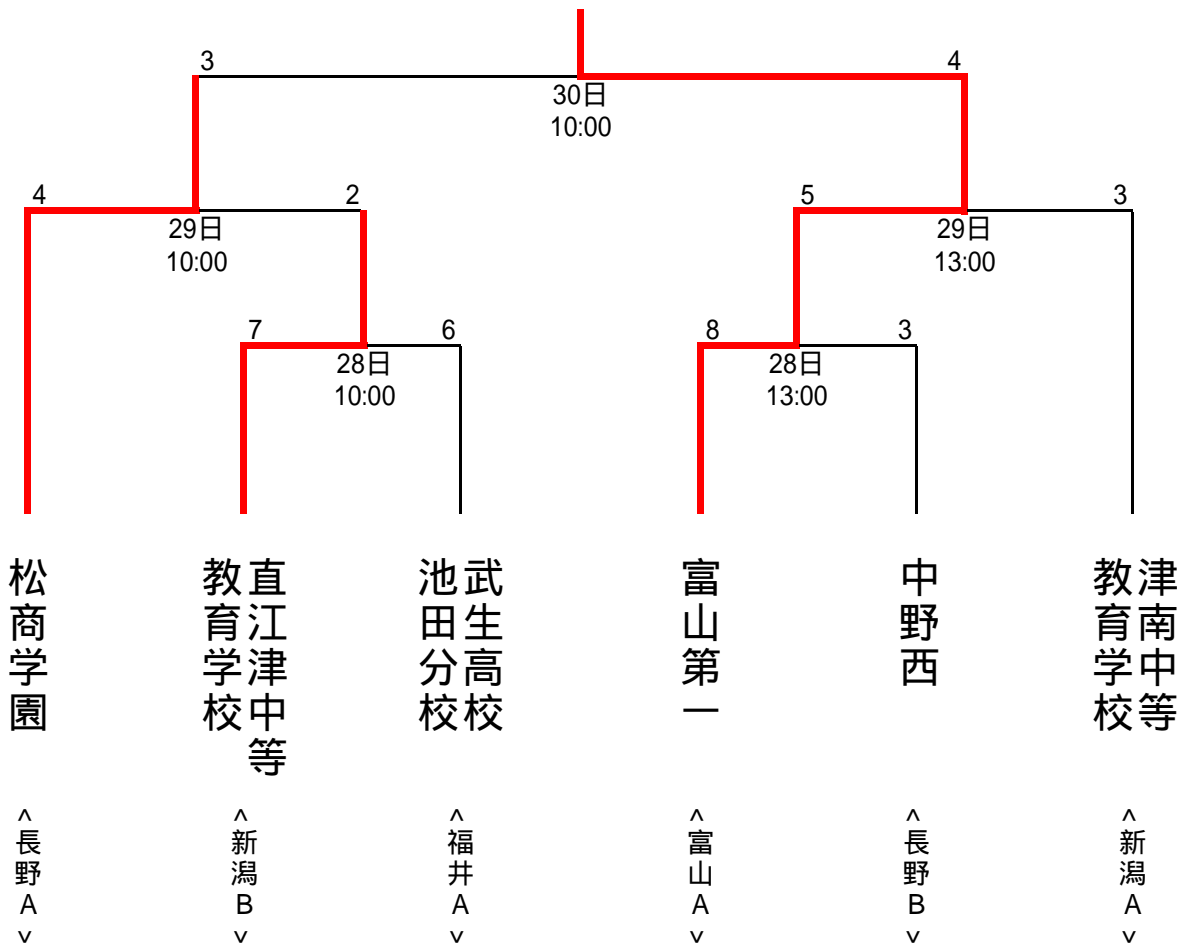 3
4
30日
10:00
4
2
5
3
29日
10:00
29日
13:00
7
6
8
3
28日
10:00
28日
13:00
松商学園
直江津中等
教育学校
武生高校
池田分校
富山第一
中野西
津南中等
教育学校
<長野A>
<新潟B>
<福井A>
<富山A>
<長野B>
<新潟A>